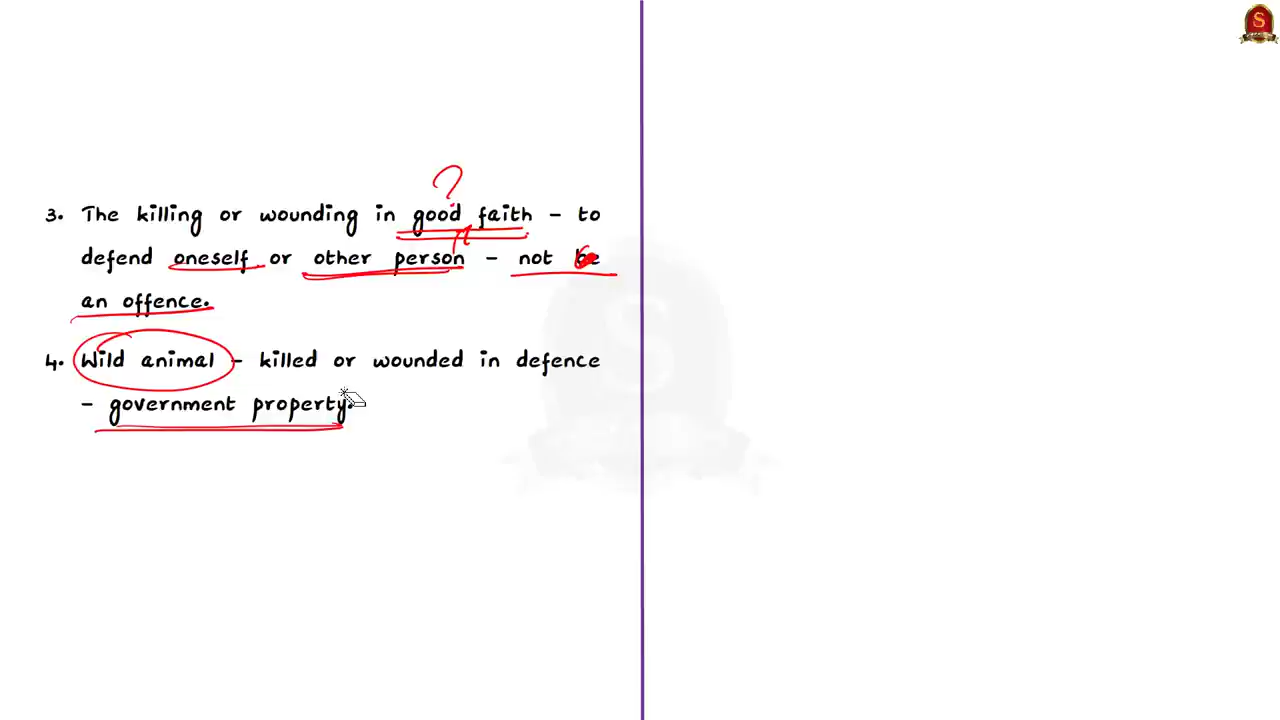 ?
3. The killing or wounding in good faith - to
defend oneself or other person - not be
an offence.
4. Wild animal - killed or wounded in defence
- government property.
S
S